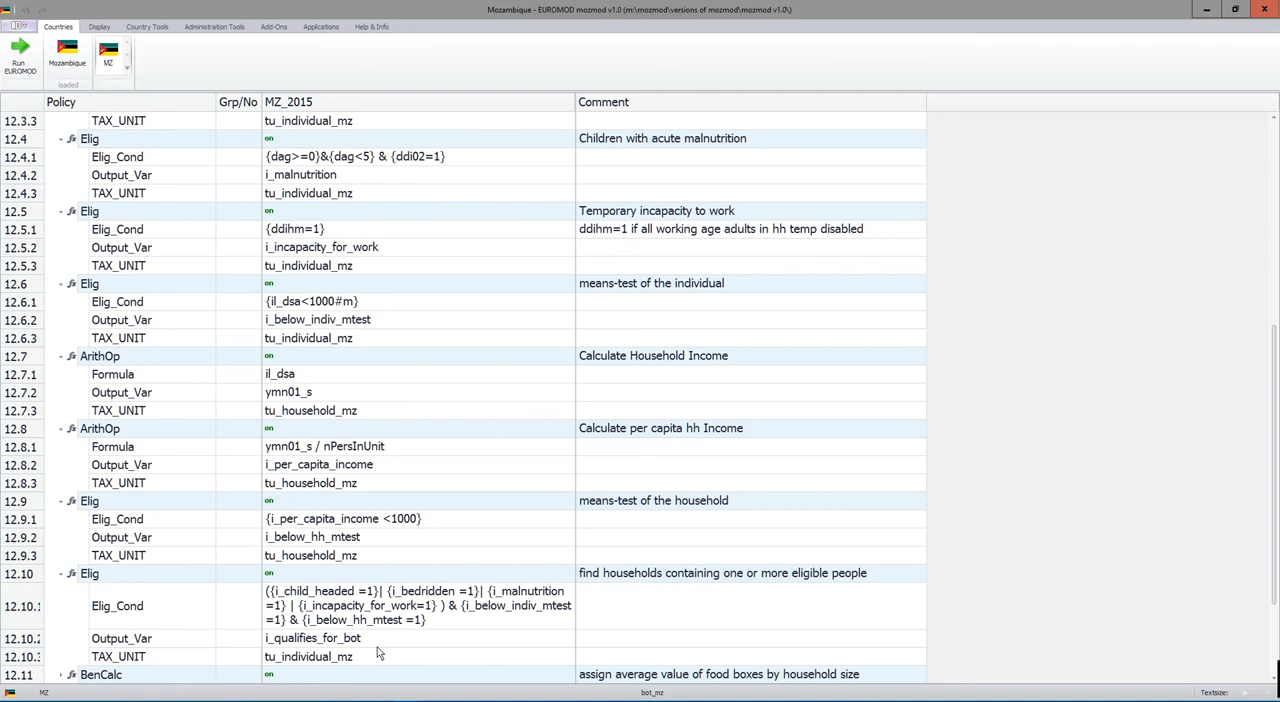 Mozambique - EUROMOD mozmod v1.0 (m:\mozmod\versions of mozmod\mozmod v1.0\)
Countries Display Country Tools Administration Tools Add-Ons Applications Help & Info
Run EUROMOD
Mozambique
MZ
loaded
Policy Grp/No MZ_2015 Comment
12.3.3 TAX_UNIT tu_individual_mz
12.4 fx Elig on Children with acute malnutrition
12.4.1 Elig_Cond {dag>=0}&{dag<5} & {ddi02=1}
12.4.2 Output_Var i_malnutrition
12.4.3 TAX_UNIT tu_individual_mz
12.5 fx Elig on Temporary incapacity to work
12.5.1 Elig_Cond {ddihm=1} ddihm=1 if all working age adults in hh temp disabled
12.5.2 Output_Var i_incapacity_for_work
12.5.3 TAX_UNIT tu_individual_mz
12.6 fx Elig on means-test of the individual
12.6.1 Elig_Cond {il_dsa<1000#m}
12.6.2 Output_Var i_below_indiv_mtest
12.6.3 TAX_UNIT tu_individual_mz
12.7 fx ArithOp on Calculate Household Income
12.7.1 Formula il_dsa
12.7.2 Output_Var ymn01_s
12.7.3 TAX_UNIT tu_household_mz
12.8 fx ArithOp on Calculate per capita hh Income
12.8.1 Formula ymn01_s / nPersInUnit
12.8.2 Output_Var i_per_capita_income
12.8.3 TAX_UNIT tu_household_mz
12.9 fx Elig on means-test of the household
12.9.1 Elig_Cond {i_per_capita_income <1000}
12.9.2 Output_Var i_below_hh_mtest
12.9.3 TAX_UNIT tu_household_mz
12.10 fx Elig on find households containing one or more eligible people
({i_child_headed =1}| {i_bedridden =1}| {i_malnutrition
12.10.1 Elig_Cond =1} | {i_incapacity_for_work=1} ) & {i_below_indiv_mtest
=1} & {i_below_hh_mtest =1}
12.10.2 Output_Var i_qualifies_for_bot
12.10.3 TAX_UNIT tu_individual_mz
12.11 fx BenCalc on assign average value of food boxes by household size
MZ bot_mz Textsize: + -